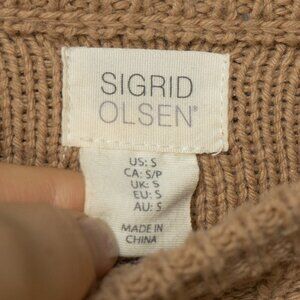 SIGRID
OLSEN®
US: S
CA: S/P
UK: S
EU: S
AU: S
MADE IN
CHINA